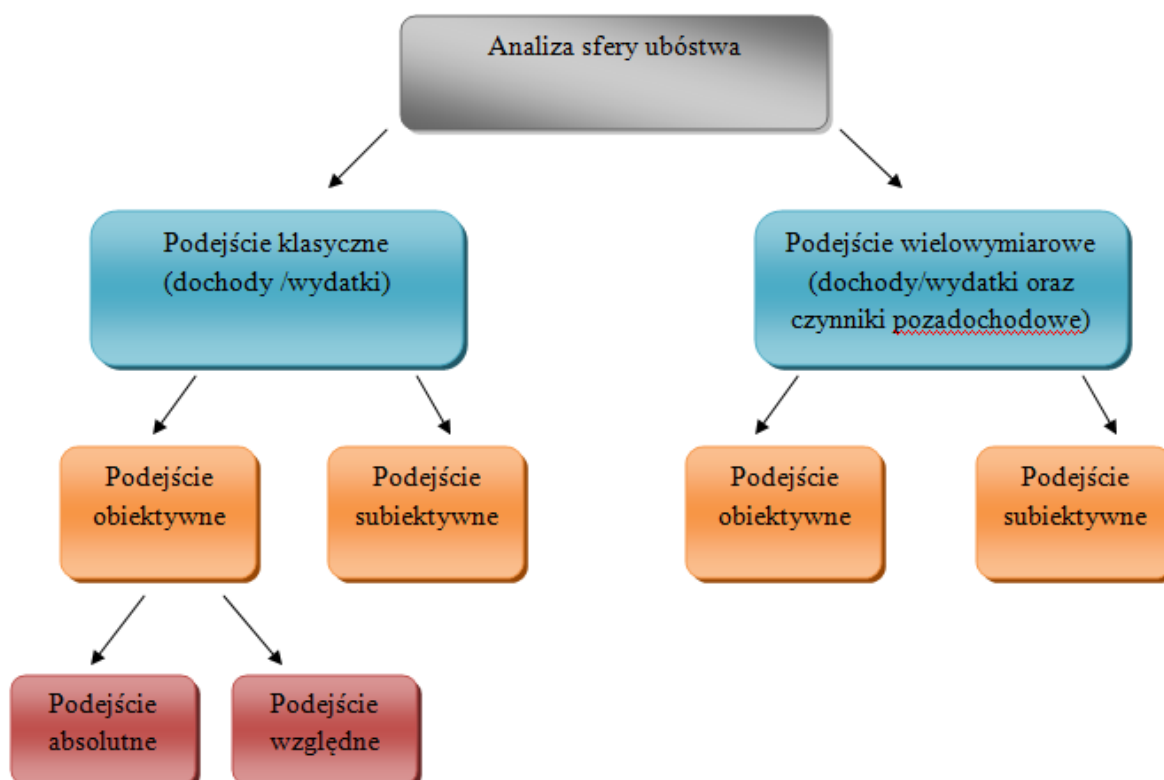 Analiza sfery ubóstwa
Podejście klasyczne
(dochody /wydatki)
Podejście wielowymiarowe
(dochody/wydatki oraz
czynniki pozadochodowe)
Podejście
obiektywne
Podejście
subiektywne
Podejście
obiektywne
Podejście
subiektywne
Podejście
absolutne
Podejście
względne